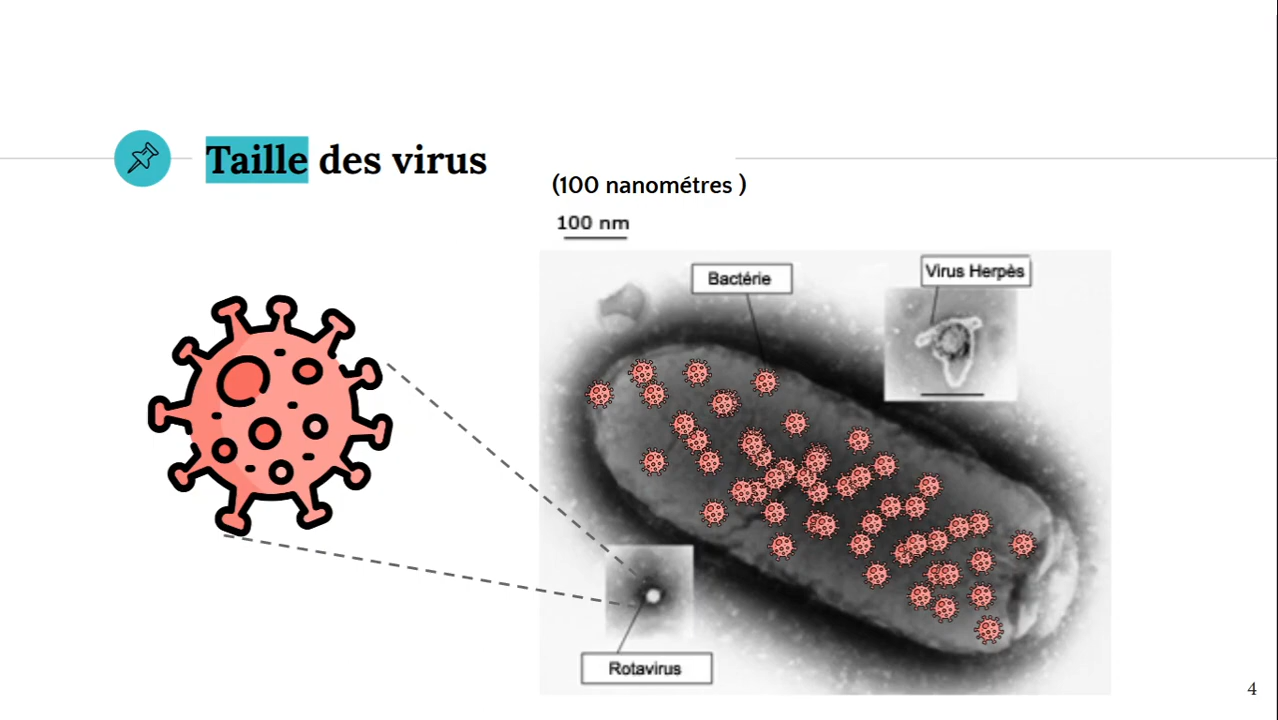 Taille des virus
(100 nanométres )
100 nm
Bactérie
Virus Herpès
Rotavirus
4